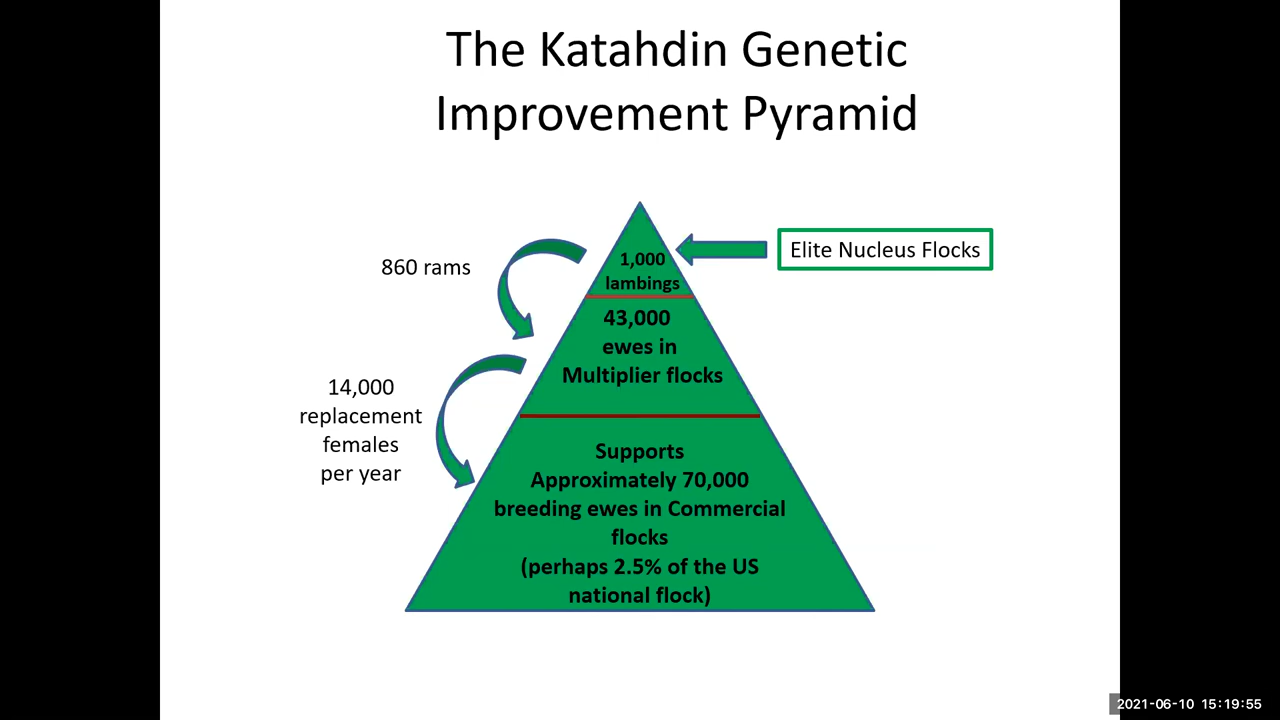 The Katahdin Genetic
Improvement Pyramid
Elite Nucleus Flocks
860 rams
1,000
lambings
43,000
ewes in
Multiplier flocks
14,000
replacement
females
per year
Supports
Approximately 70,000
breeding ewes in Commercial
flocks
(perhaps 2.5% of the US
national flock)
2021-06-10 15:19:55